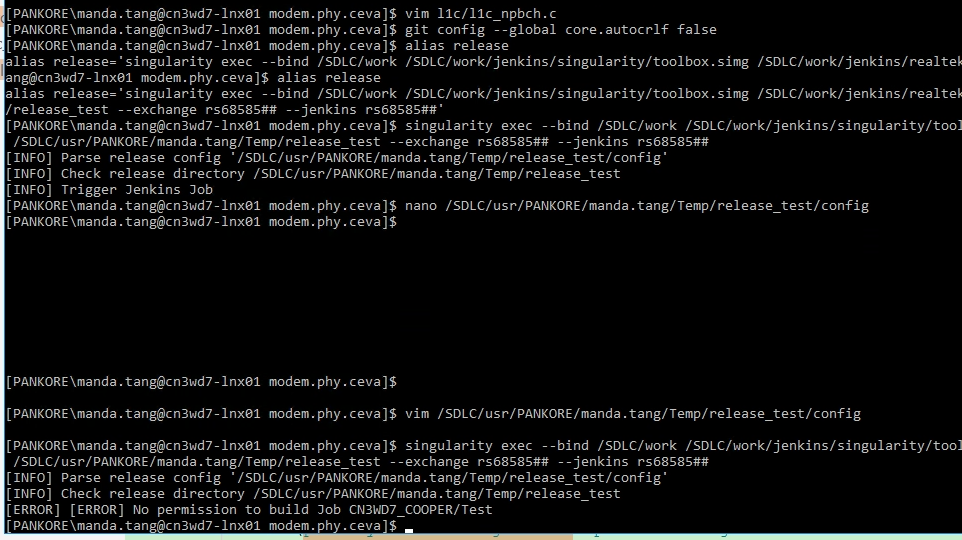 [PANKORE\manda.tang@cn3wd7-lnx01 modem.phy.ceva]$ vim l1c/l1c_npbch.c
[PANKORE\manda.tang@cn3wd7-lnx01 modem.phy.ceva]$ git config --global core.autocrlf false
[PANKORE\manda.tang@cn3wd7-lnx01 modem.phy.ceva]$ alias release
alias release='singularity exec --bind /SDLC/work /SDLC/work/jenkins/singularity/toolbox.simg /SDLC/work/jenkins/realtek
ang@cn3wd7-lnx01 modem.phy.ceva]$ alias release
alias release='singularity exec --bind /SDLC/work /SDLC/work/jenkins/singularity/toolbox.simg /SDLC/work/jenkins/realtek
/release_test --exchange rs68585## --jenkins rs68585##'
[PANKORE\manda.tang@cn3wd7-lnx01 modem.phy.ceva]$ singularity exec --bind /SDLC/work /SDLC/work/jenkins/singularity/tool
/SDLC/usr/PANKORE/manda.tang/Temp/release_test --exchange rs68585## --jenkins rs68585##
[INFO] Parse release config '/SDLC/usr/PANKORE/manda.tang/Temp/release_test/config'
[INFO] Check release directory /SDLC/usr/PANKORE/manda.tang/Temp/release_test
[INFO] Trigger Jenkins Job
[PANKORE\manda.tang@cn3wd7-lnx01 modem.phy.ceva]$ nano /SDLC/usr/PANKORE/manda.tang/Temp/release_test/config
[PANKORE\manda.tang@cn3wd7-lnx01 modem.phy.ceva]$
[PANKORE\manda.tang@cn3wd7-lnx01 modem.phy.ceva]$
[PANKORE\manda.tang@cn3wd7-lnx01 modem.phy.ceva]$ vim /SDLC/usr/PANKORE/manda.tang/Temp/release_test/config
[PANKORE\manda.tang@cn3wd7-lnx01 modem.phy.ceva]$ singularity exec --bind /SDLC/work /SDLC/work/jenkins/singularity/tool
/SDLC/usr/PANKORE/manda.tang/Temp/release_test --exchange rs68585## --jenkins rs68585##
[INFO] Parse release config '/SDLC/usr/PANKORE/manda.tang/Temp/release_test/config'
[INFO] Check release directory /SDLC/usr/PANKORE/manda.tang/Temp/release_test
[ERROR] [ERROR] No permission to build Job CN3WD7_COOPER/Test
[PANKORE\manda.tang@cn3wd7-lnx01 modem.phy.ceva]$